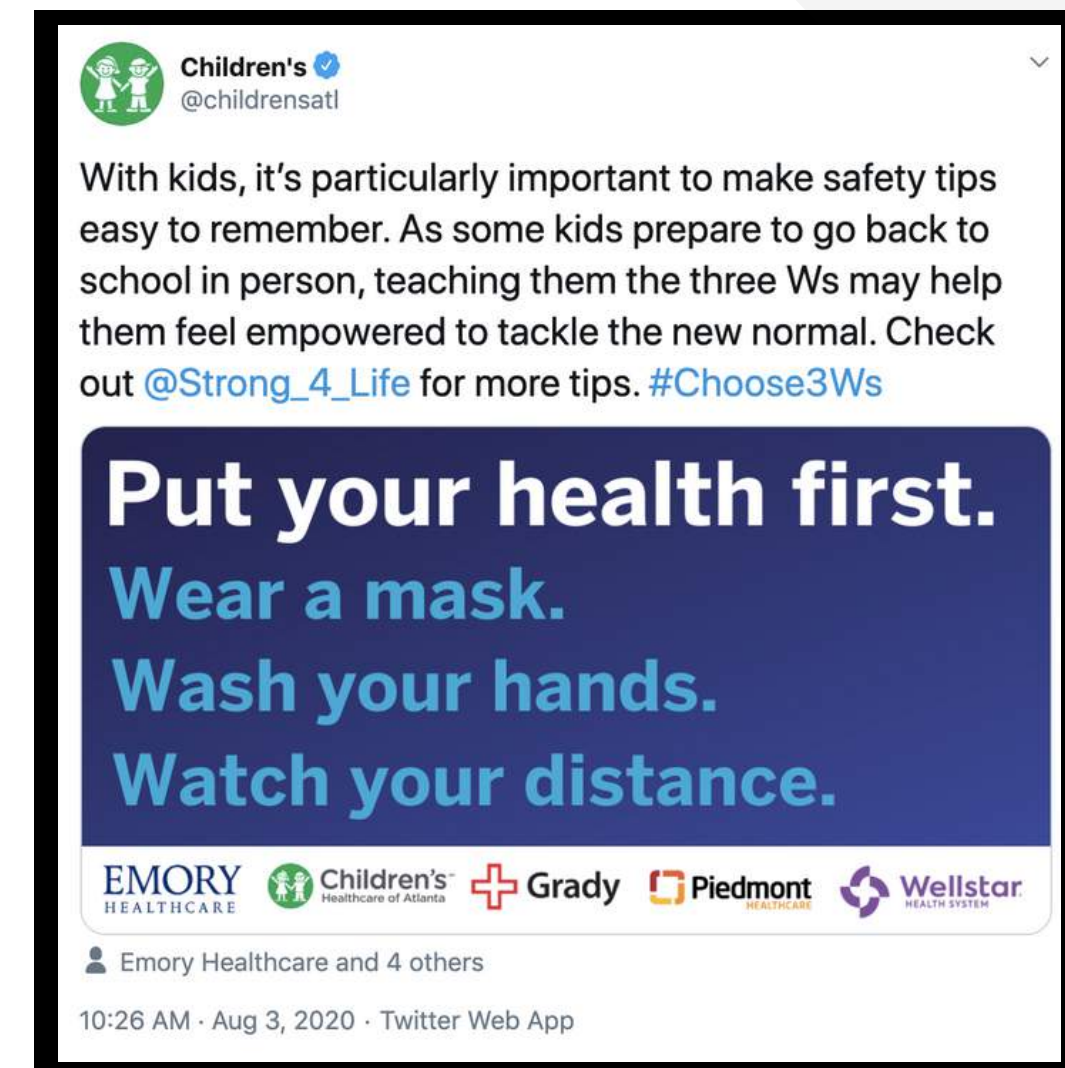 Children's
@childrensatl
With kids, it's particularly important to make safety tips
easy to remember. As some kids prepare to go back to
school in person, teaching them the three Ws may help
them feel empowered to tackle the new normal. Check
out @Strong_4_Life for more tips. #Choose3Ws
Put your health first.
Wear a mask.
Wash your hands.
Watch your distance.
EMORY
HEALTHCARE
Children's™
Healthcare of Atlanta
Grady
Piedmont
HEALTHCARE
Wellstar
HEALTH SYSTEM
Emory Healthcare and 4 others
10:26 AM · Aug 3, 2020 · Twitter Web App